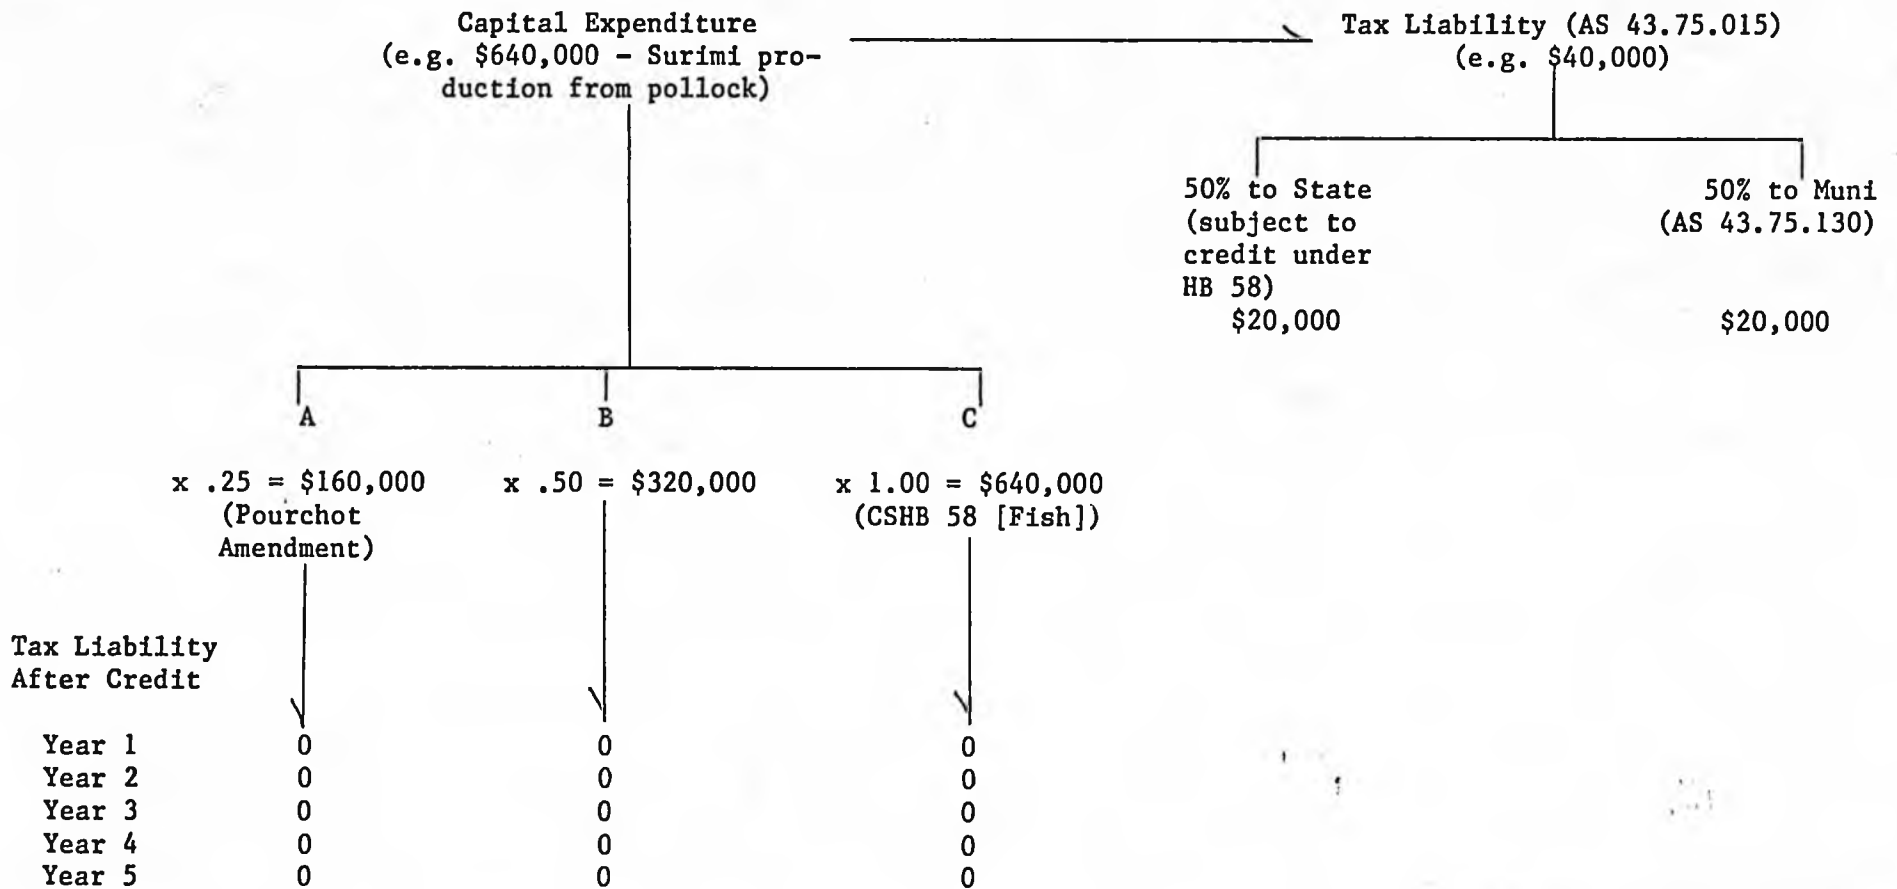 Capital Expenditure
(e.g. $640,000 - Surimi pro-
duction from pollock)
Tax Liability (AS 43.75.015)
(e.g. $40,000)
50% to State
(subject to
credit under
HB 58)
$20,000
50% to Muni
(AS 43.75.130)
$20,000
A
B
C
x .25 = $160,000
(Pourchot
Amendment)
x .50 = $320,000
x 1.00 = $640,000
(CSHB 58 [Fish])
Tax Liability
After Credit
Year 1 0 0 0
Year 2 0 0 0
Year 3 0 0 0
Year 4 0 0 0
Year 5 0 0 0